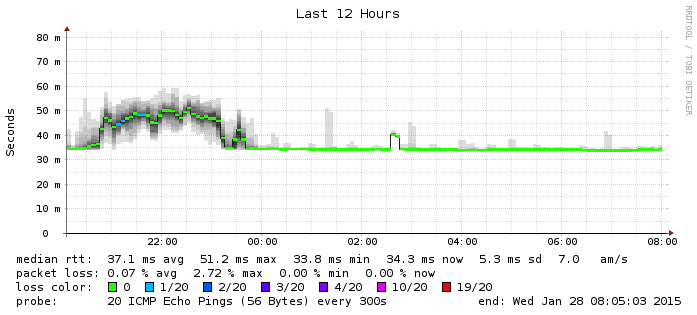 Last 12 Hours
RRDTOOL / TOBI OETIKER
Seconds
80 m
70 m
60 m
50 m
40 m
30 m
20 m
10 m
0
22:00 00:00 02:00 04:00 06:00 08:00
median rtt: 37.1 ms avg 51.2 ms max 33.8 ms min 34.3 ms now 5.3 ms sd 7.0 am/s
packet loss: 0.07 % avg 2.72 % max 0.00 % min 0.00 % now
loss color: 0 1/20 2/20 3/20 4/20 10/20 19/20
probe: 20 ICMP Echo Pings (56 Bytes) every 300s end: Wed Jan 28 08:05:03 2015